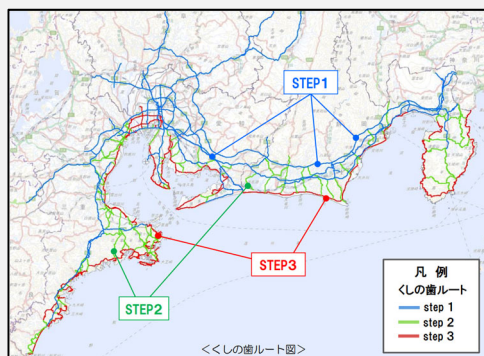 STEP1
STEP3
STEP2
凡 例
くしの歯ルート
step 1
step 2
step 3
<<くしの歯ルート図>>